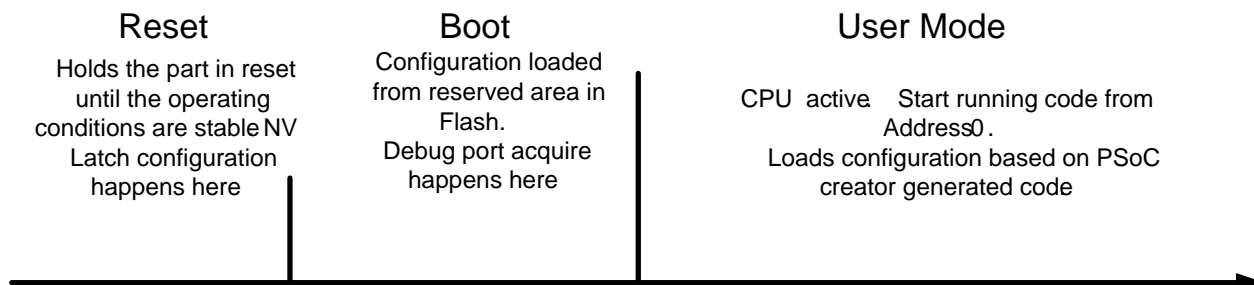 Reset
Holds the part in reset
until the operating
conditions are stable NV
Latch configuration
happens here
Boot
Configuration loaded
from reserved area in
Flash.
Debug port acquire
happens here
User Mode
CPU active. Start running code from
Address0.
Loads configuration based on PSoC
creator generated code